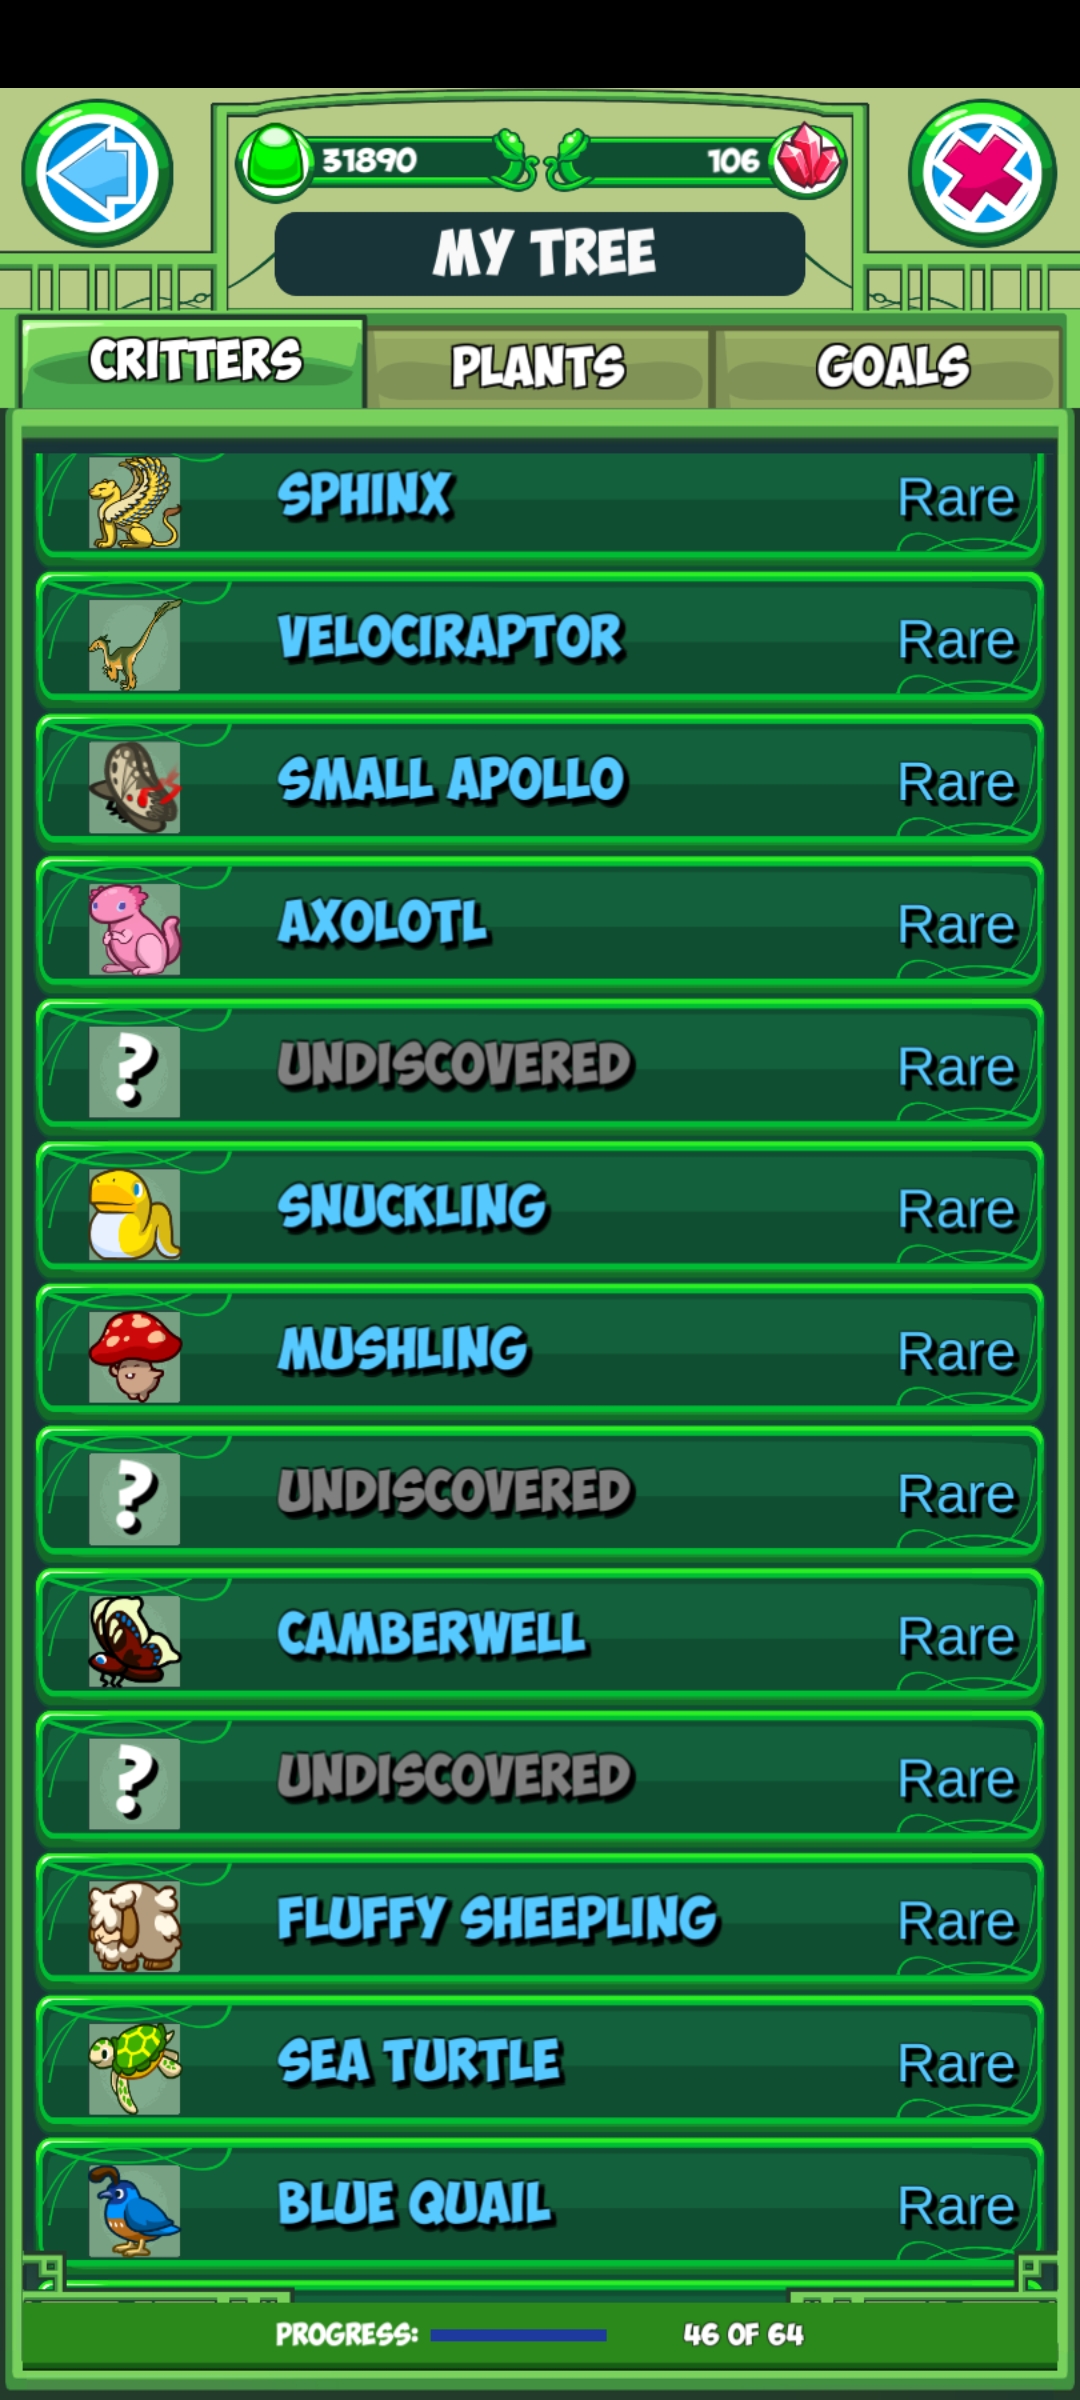 31890
106
MY TREE
CRITTERS
PLANTS
GOALS
SPHINX Rare
VELOCIRAPTOR Rare
SMALL APOLLO Rare
AXOLOTL Rare
? UNDISCOVERED Rare
SNUCKLING Rare
MUSHLING Rare
? UNDISCOVERED Rare
CAMBERWELL Rare
? UNDISCOVERED Rare
FLUFFY SHEEPLING Rare
SEA TURTLE Rare
BLUE QUAIL Rare
PROGRESS: 46 OF 64